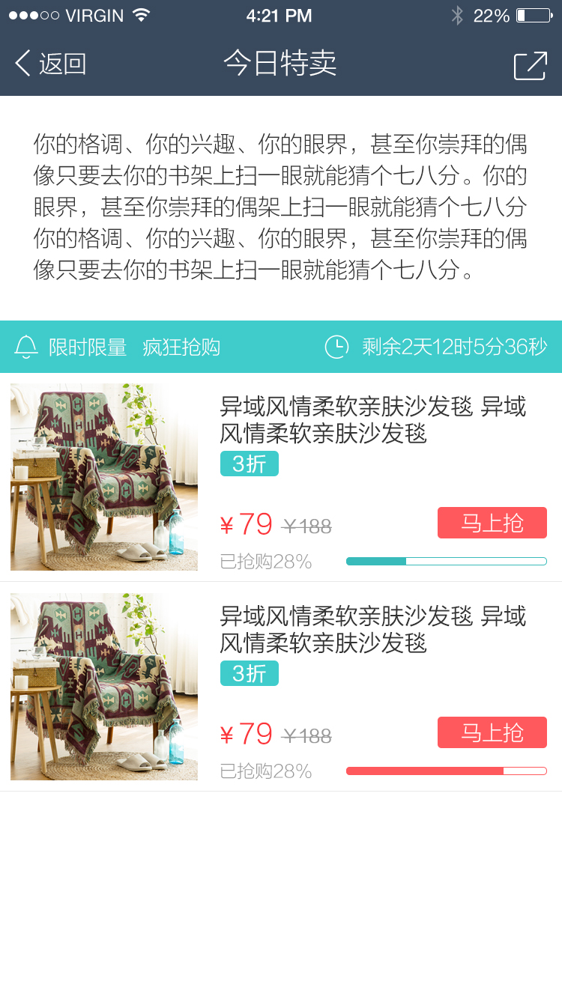 VIRGIN 4:21 PM 22%
返回 今日特卖
你的格调、你的兴趣、你的眼界，甚至你崇拜的偶
像只要去你的书架上扫一眼就能猜个七八分。你的
眼界，甚至你崇拜的偶架上扫一眼就能猜个七八分
你的格调、你的兴趣、你的眼界，甚至你崇拜的偶
像只要去你的书架上扫一眼就能猜个七八分。
限时限量 疯狂抢购 剩余2天12时5分36秒
异域风情柔软亲肤沙发毯 异域
风情柔软亲肤沙发毯
3折
¥ 79 ¥188 马上抢
已抢购28%
异域风情柔软亲肤沙发毯 异域
风情柔软亲肤沙发毯
3折
¥ 79 ¥188 马上抢
已抢购28%